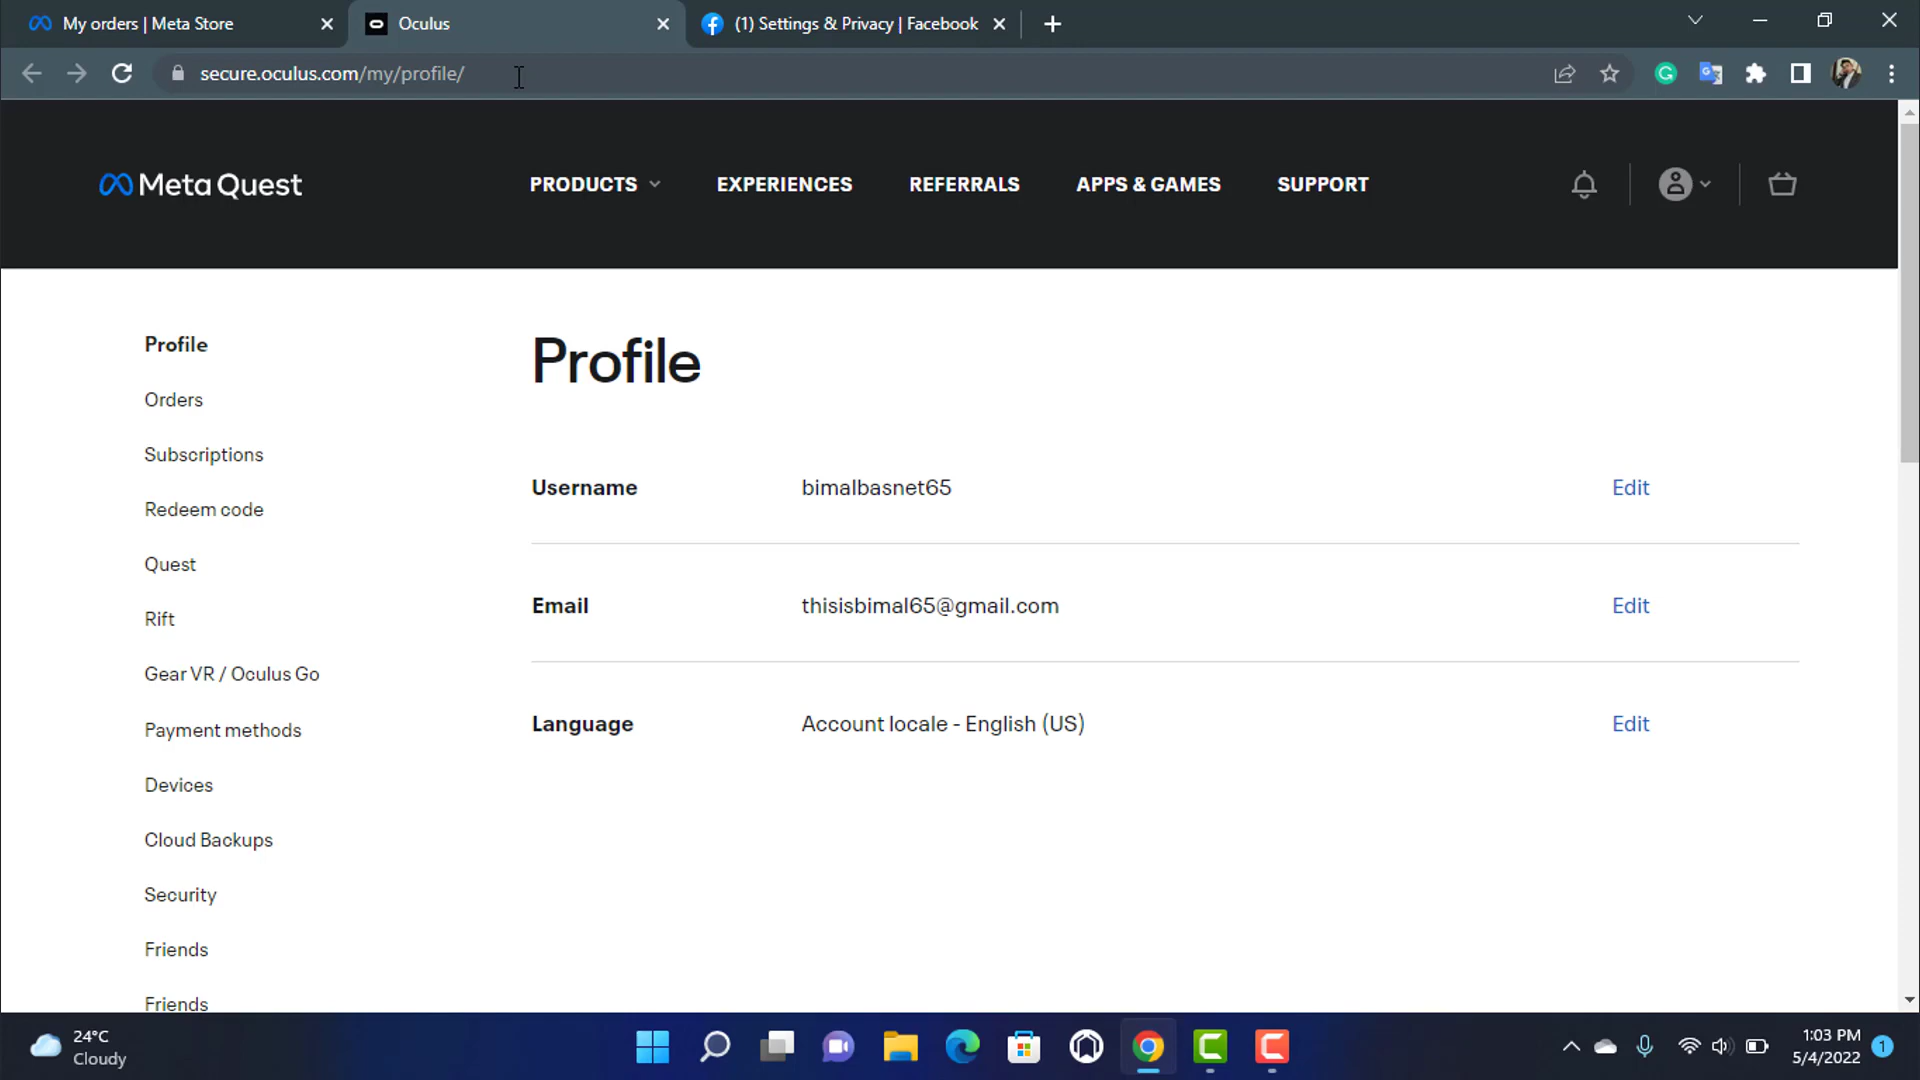 My orders | Meta Store
Oculus
(1) Settings & Privacy | Facebook
secure.oculus.com/my/profile/
Meta Quest
PRODUCTS
EXPERIENCES
REFERRALS
APPS & GAMES
SUPPORT
Profile
Orders
Subscriptions
Redeem code
Quest
Rift
Gear VR / Oculus Go
Payment methods
Devices
Cloud Backups
Security
Friends
Friends
Profile
Username bimalbasnet65 Edit
Email thisisbimal65@gmail.com Edit
Language Account locale - English (US) Edit
24°C
Cloudy
1:03 PM
5/4/2022
1